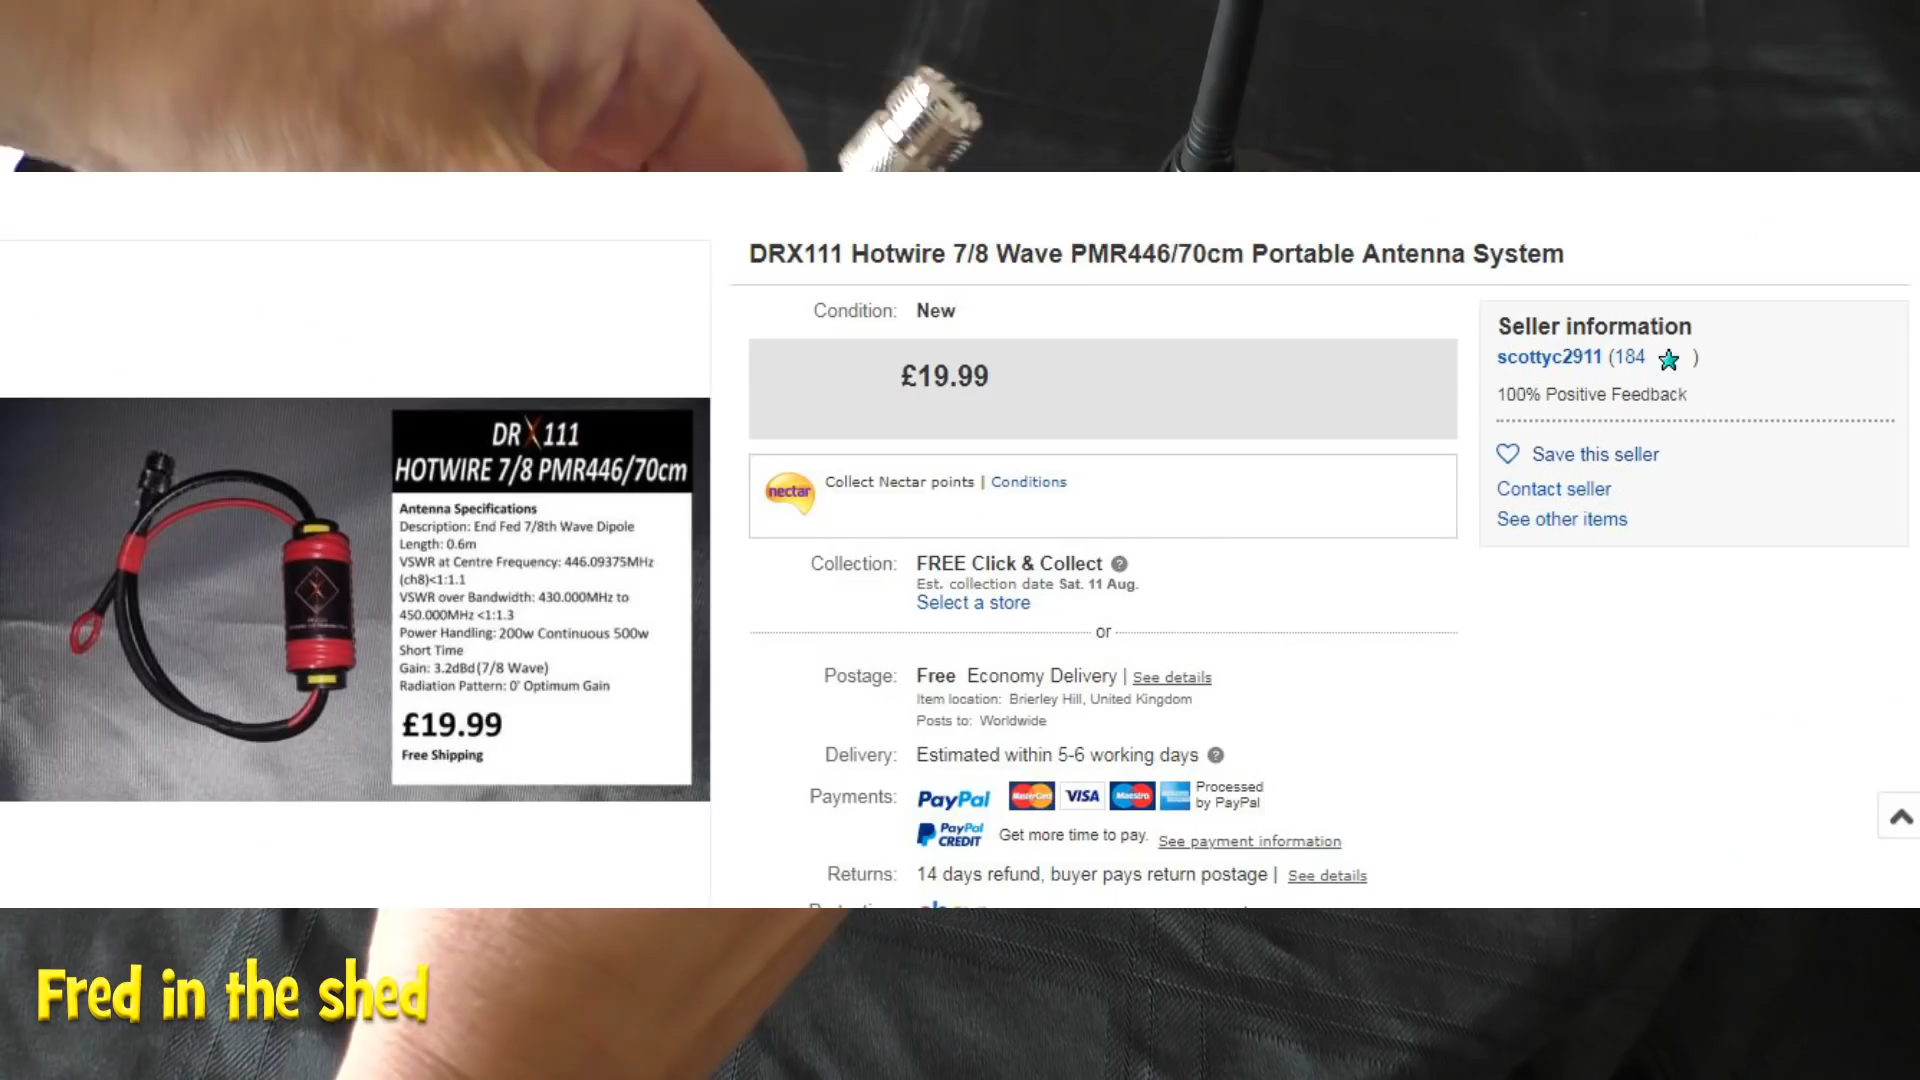 DRX111 Hotwire 7/8 Wave PMR446/70cm Portable Antenna System
Condition: New
£19.99
nectar
Collect Nectar points | Conditions
Collection: FREE Click & Collect
Est. collection date Sat. 11 Aug.
Select a store
or
Postage: Free Economy Delivery | See details
Item location: Brierley Hill, United Kingdom
Posts to: Worldwide
Delivery: Estimated within 5-6 working days
Payments: PayPal MasterCard VISA Maestro Processed
by PayPal
PayPal
CREDIT Get more time to pay. See payment information
Returns: 14 days refund, buyer pays return postage | See details
Seller information
scottyc2911 (184 )
100% Positive Feedback
Save this seller
Contact seller
See other items
DRX111
HOTWIRE 7/8 PMR446/70cm
Antenna Specifications
Description: End Fed 7/8th Wave Dipole
Length: 0.6m
VSWR at Centre Frequency: 446.09375MHz
(ch8)<1:1.1
VSWR over Bandwidth: 430.000MHz to
450.000MHz <1:1.3
Power Handling: 200w Continuous 500w
Short Time
Gain: 3.2dBd(7/8 Wave)
Radiation Pattern: 0' Optimum Gain
£19.99
Free Shipping
Fred in the shed